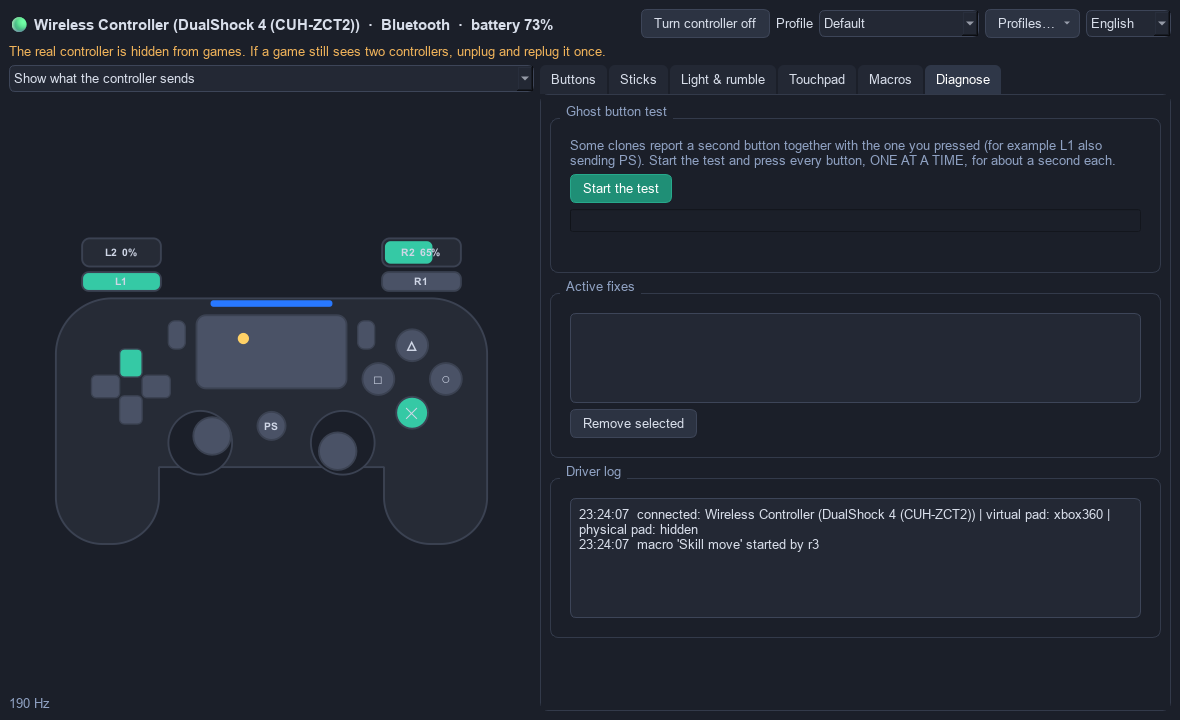 Wireless Controller (DualShock 4 (CUH-ZCT2))  ·  Bluetooth  ·  battery 73%
Turn controller off
Profile
Default
Profiles…
English
The real controller is hidden from games. If a game still sees two controllers, unplug and replug it once.
Show what the controller sends
Buttons
Sticks
Light & rumble
Touchpad
Macros
Diagnose
Ghost button test
Some clones report a second button together with the one you pressed (for example L1 also
sending PS). Start the test and press every button, ONE AT A TIME, for about a second each.
Start the test
L2 0%
R2 65%
L1
R1
PS
Active fixes
Remove selected
Driver log
23:24:07  connected: Wireless Controller (DualShock 4 (CUH-ZCT2)) | virtual pad: xbox360 |
physical pad: hidden
23:24:07  macro 'Skill move' started by r3
190 Hz